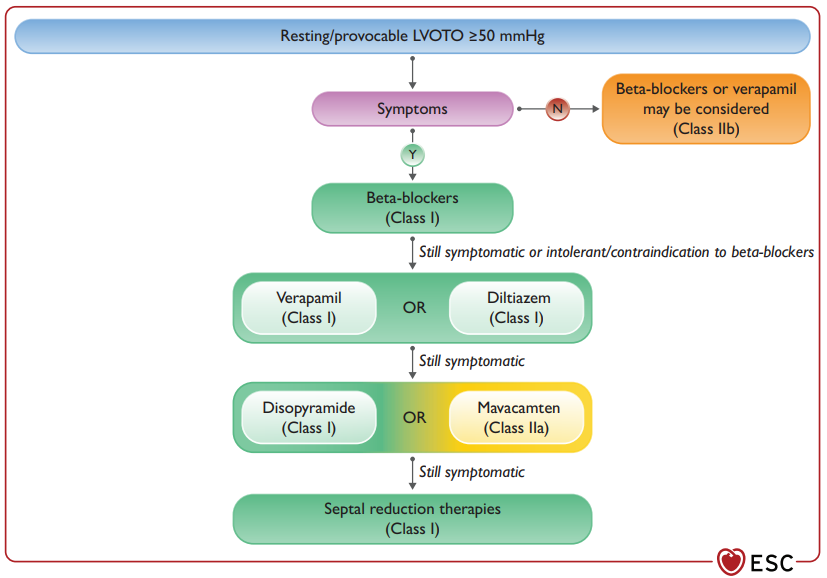 Resting/provocable LVOTO ≥50 mmHg
Symptoms
N
Beta-blockers or verapamil
may be considered
(Class IIb)
Y
Beta-blockers
(Class I)
Still symptomatic or intolerant/contraindication to beta-blockers
Verapamil
(Class I)
OR
Diltiazem
(Class I)
Still symptomatic
Disopyramide
(Class I)
OR
Mavacamten
(Class IIa)
Still symptomatic
Septal reduction therapies
(Class I)
ESC